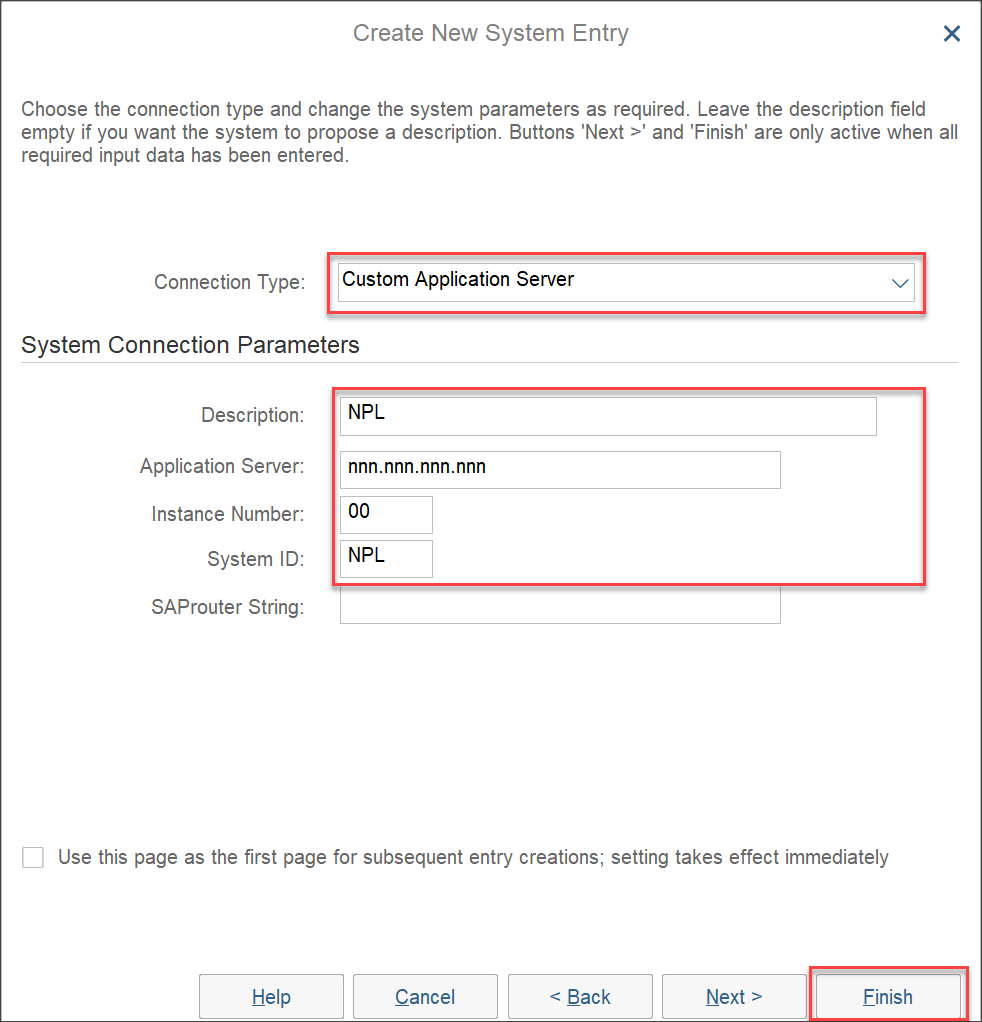 Create New System Entry
Choose the connection type and change the system parameters as required. Leave the description field
empty if you want the system to propose a description. Buttons 'Next >' and 'Finish' are only active when all
required input data has been entered.
Connection Type: Custom Application Server
System Connection Parameters
Description: NPL
Application Server: nnn.nnn.nnn.nnn
Instance Number: 00
System ID: NPL
SAProuter String:
Use this page as the first page for subsequent entry creations; setting takes effect immediately
Help Cancel < Back Next > Finish